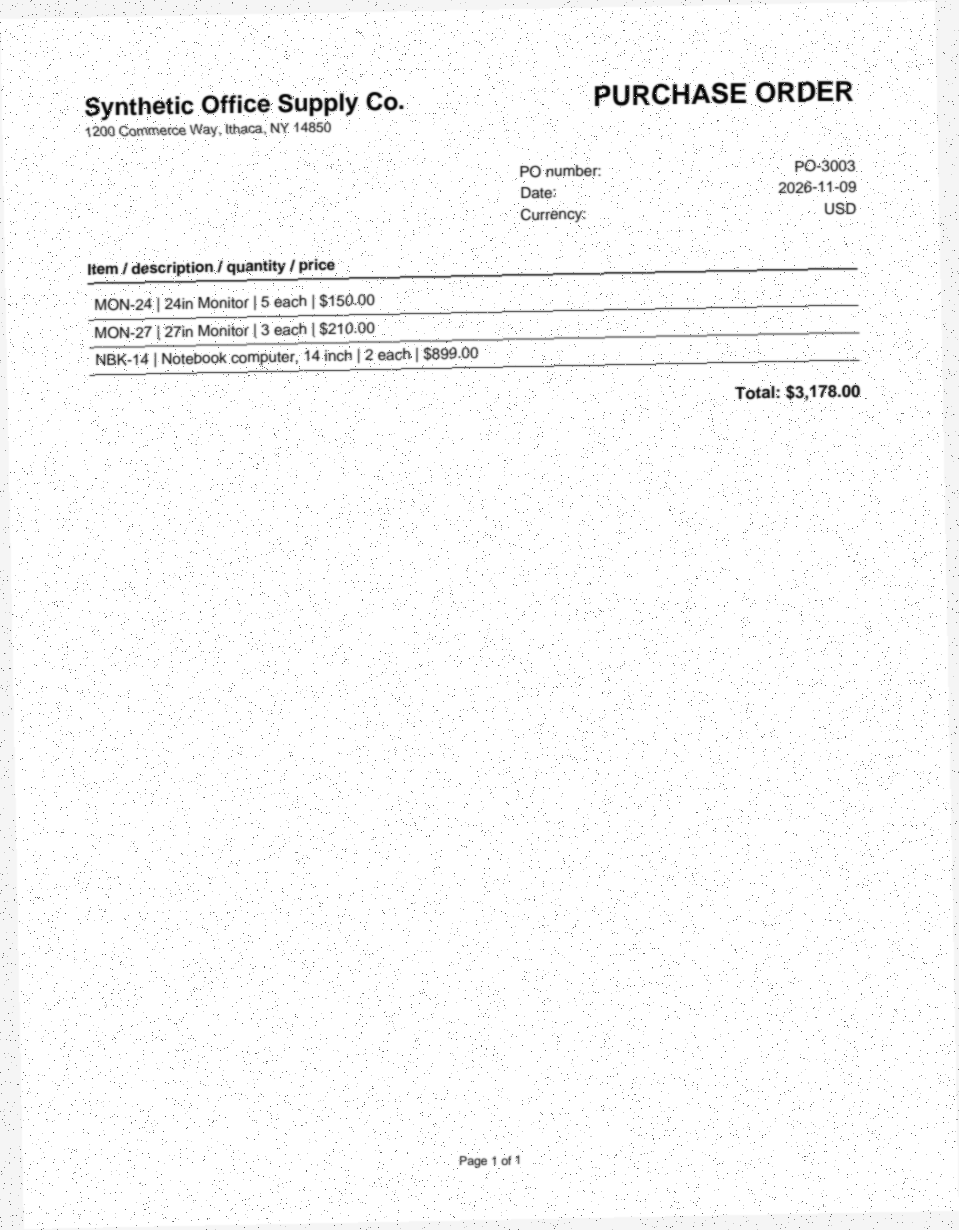 Synthetic Office Supply Co.
1200 Commerce Way, Ithaca, NY 14850
PURCHASE ORDER
PO number: PO-3003
Date: 2026-11-09
Currency: USD
Item / description / quantity / price
MON-24 | 24in Monitor | 5 each | $150.00
MON-27 | 27in Monitor | 3 each | $210.00
NBK-14 | Notebook computer, 14 inch | 2 each | $899.00
Total: $3,178.00
Page 1 of 1